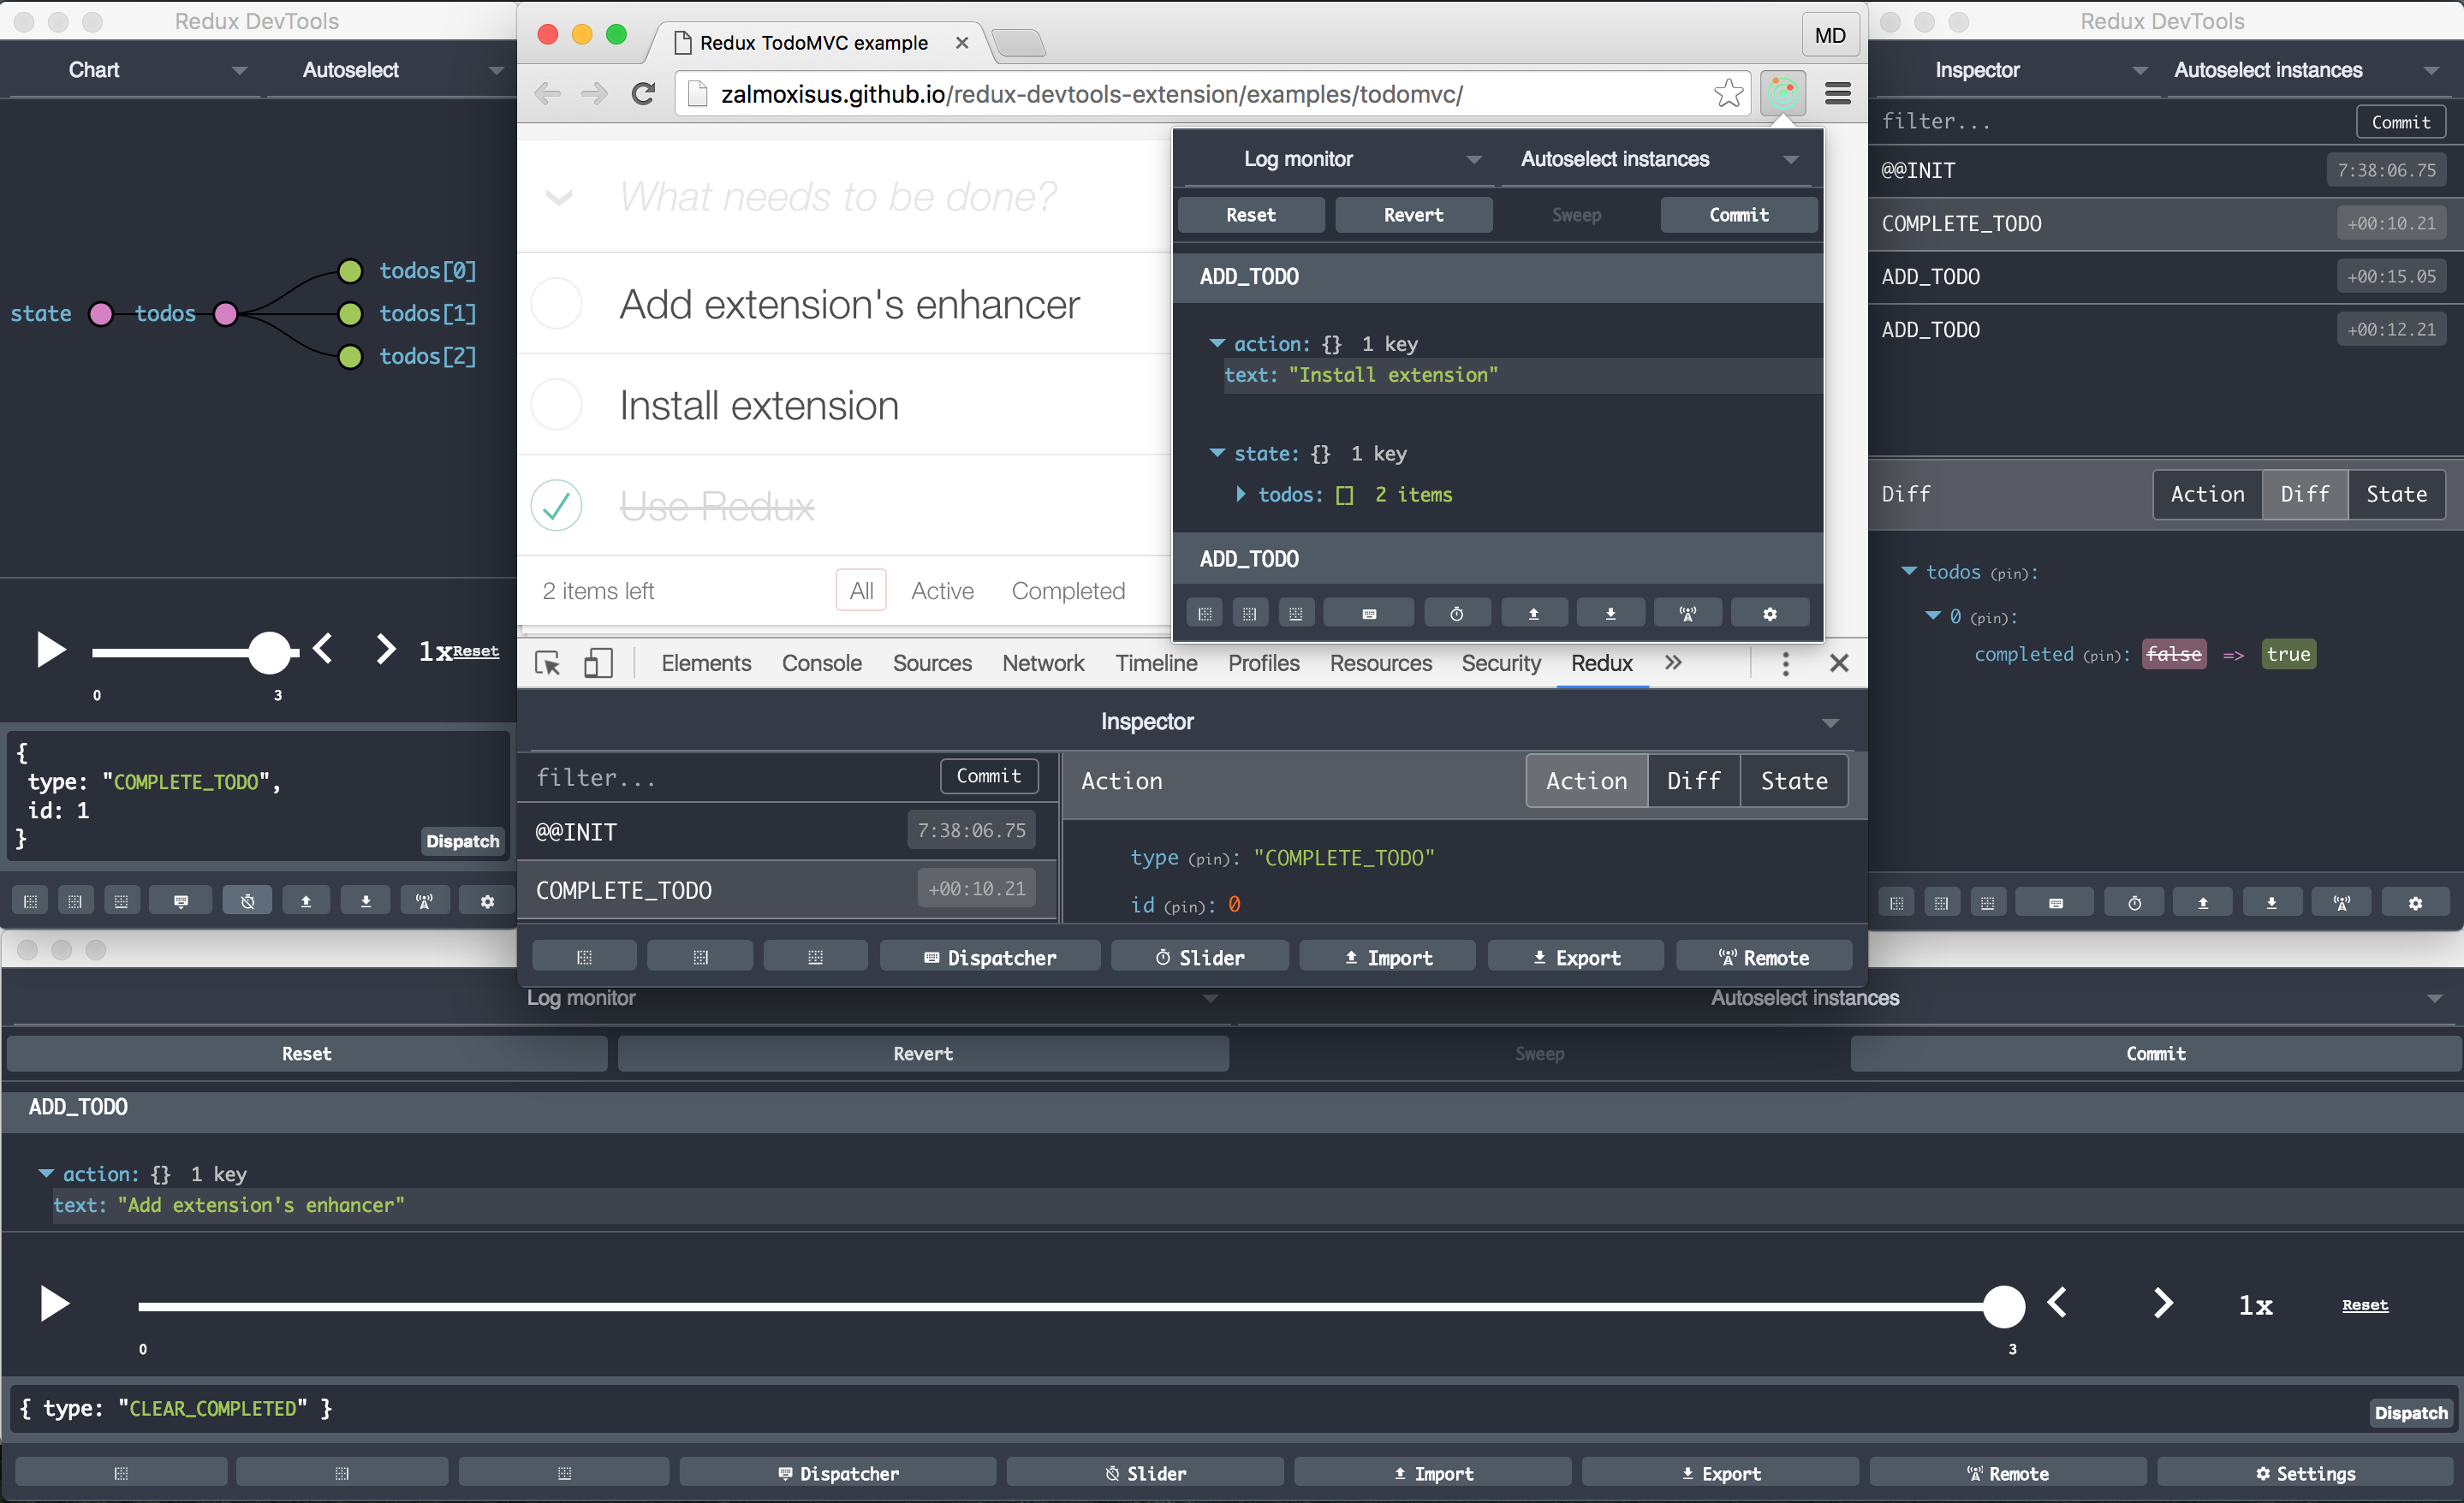 Redux DevTools
Chart
Autoselect
state
todos
todos[0]
todos[1]
todos[2]
1x
Reset
0
3
{
type: "COMPLETE_TODO",
id: 1
}
Dispatch
Redux TodoMVC example
MD
zalmoxisus.github.io/redux-devtools-extension/examples/todomvc/
What needs to be done?
Add extension's enhancer
Install extension
Use Redux
2 items left
All
Active
Completed
Log monitor
Autoselect instances
Reset
Revert
Sweep
Commit
ADD_TODO
action: {} 1 key
text: "Install extension"
state: {} 1 key
todos: [] 2 items
ADD_TODO
Elements
Console
Sources
Network
Timeline
Profiles
Resources
Security
Redux
Inspector
filter...
Commit
@@INIT
7:38:06.75
COMPLETE_TODO
+00:10.21
Action
Action
Diff
State
type (pin): "COMPLETE_TODO"
id (pin): 0
Dispatcher
Slider
Import
Export
Remote
Redux DevTools
Inspector
Autoselect instances
filter...
Commit
@@INIT
7:38:06.75
COMPLETE_TODO
+00:10.21
ADD_TODO
+00:15.05
ADD_TODO
+00:12.21
Diff
Action
Diff
State
todos (pin):
0 (pin):
completed (pin): false => true
Log monitor
Autoselect instances
Reset
Revert
Sweep
Commit
ADD_TODO
action: {} 1 key
text: "Add extension's enhancer"
1x
Reset
0
3
{ type: "CLEAR_COMPLETED" }
Dispatch
Dispatcher
Slider
Import
Export
Remote
Settings